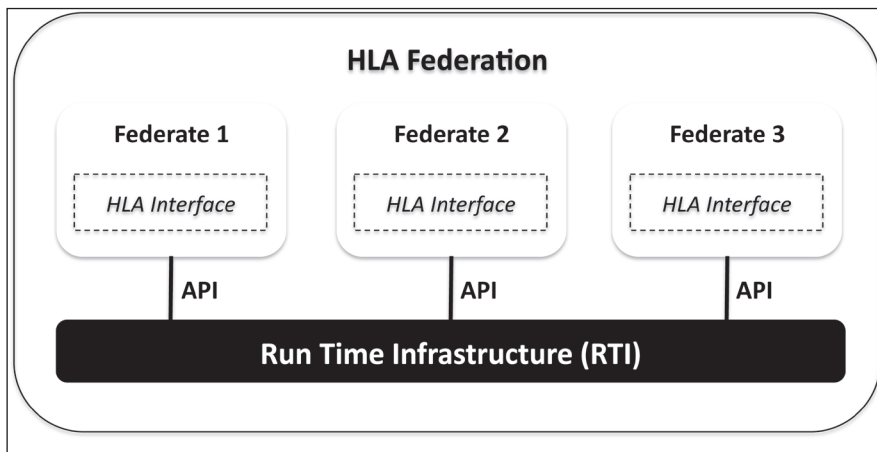 HLA Federation
Federate 1
Federate 2
Federate 3
HLA Interface
HLA Interface
HLA Interface
API
API
API
Run Time Infrastructure (RTI)